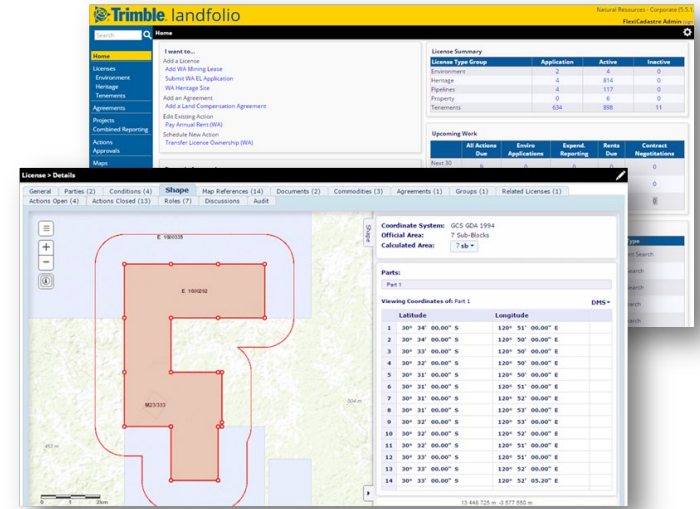 Trimble. landfolio
Natural Resources - Corporate (5.5.1
FlexiCadastre Admin
Search
Home
Home
Licenses
Environment
Heritage
Tenements
Agreements
Projects
Combined Reporting
Actions
Approvals
Maps
I want to...
Add a License
Add WA Mining Lease
Submit WA EL Application
WA Heritage Site
Add an Agreement
Add a Land Compensation Agreement
Edit Existing Action
Pay Annual Rent (WA)
Schedule New Action
Transfer Licence Ownership (WA)
License Summary
License Type Group Application Active Inactive
Environment 2 4 0
Heritage 4 814 0
Pipelines 4 117 0
Property 0 6 0
Tenements 634 898 11
Upcoming Work
All Actions Due Enviro Applications Expend. Reporting Rents Due Contract Negotiations
Next 30
License > Details
General Parties (2) Conditions (4) Shape Map References (14) Documents (2) Commodities (3) Agreements (1) Groups (1) Related Licenses (1)
Actions Open (4) Actions Closed (13) Roles (7) Discussions Audit
Shape
M23/333
0 1 2km
Coordinate System: GCS GDA 1994
Official Area: 7 Sub-Blocks
Calculated Area: 7 sb
Parts:
Part 1
Viewing Coordinates of: Part 1 DMS
Latitude Longitude
1 30° 34' 00.00" S 120° 51' 00.00" E
2 30° 34' 00.00" S 120° 50' 00.00" E
3 30° 33' 00.00" S 120° 50' 00.00" E
4 30° 32' 00.00" S 120° 50' 00.00" E
5 30° 31' 00.00" S 120° 50' 00.00" E
6 30° 31' 00.00" S 120° 51' 00.00" E
7 30° 31' 00.00" S 120° 52' 00.00" E
8 30° 31' 00.00" S 120° 53' 00.00" E
9 30° 32' 00.00" S 120° 53' 00.00" E
10 30° 32' 00.00" S 120° 52' 00.00" E
11 30° 32' 00.00" S 120° 51' 00.00" E
12 30° 33' 00.00" S 120° 51' 00.00" E
13 30° 33' 00.00" S 120° 52' 00.00" E
14 30° 33' 00.00" S 120° 52' 05.20" E